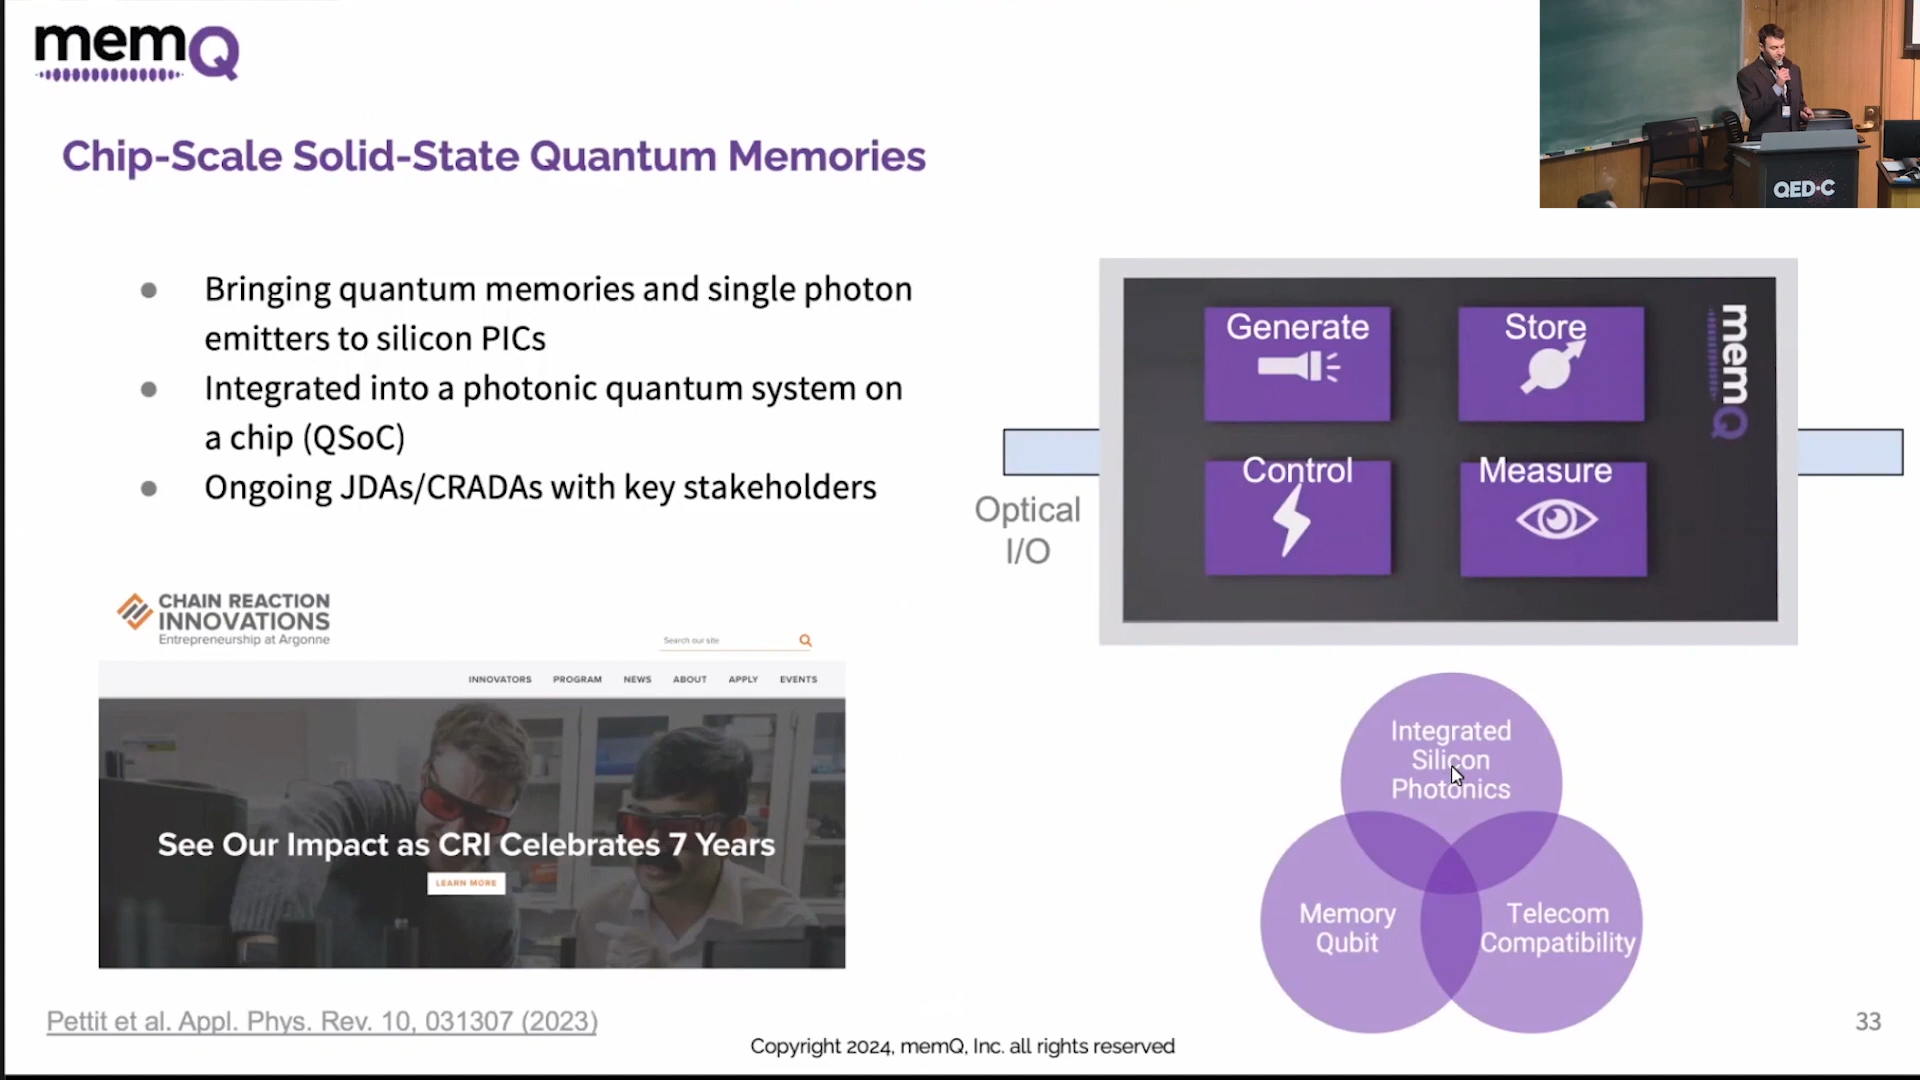 memQ
QED·C
Chip-Scale Solid-State Quantum Memories
Bringing quantum memories and single photon
emitters to silicon PICs
Integrated into a photonic quantum system on
a chip (QSoC)
Ongoing JDAs/CRADAs with key stakeholders
Generate
Store
Control
Measure
memQ
Optical
I/O
CHAIN REACTION
INNOVATIONS
Entrepreneurship at Argonne
Search our site
INNOVATORS PROGRAM NEWS ABOUT APPLY EVENTS
See Our Impact as CRI Celebrates 7 Years
LEARN MORE
Integrated
Silicon
Photonics
Memory
Qubit
Telecom
Compatibility
Pettit et al. Appl. Phys. Rev. 10, 031307 (2023)
Copyright 2024, memQ, Inc. all rights reserved
33